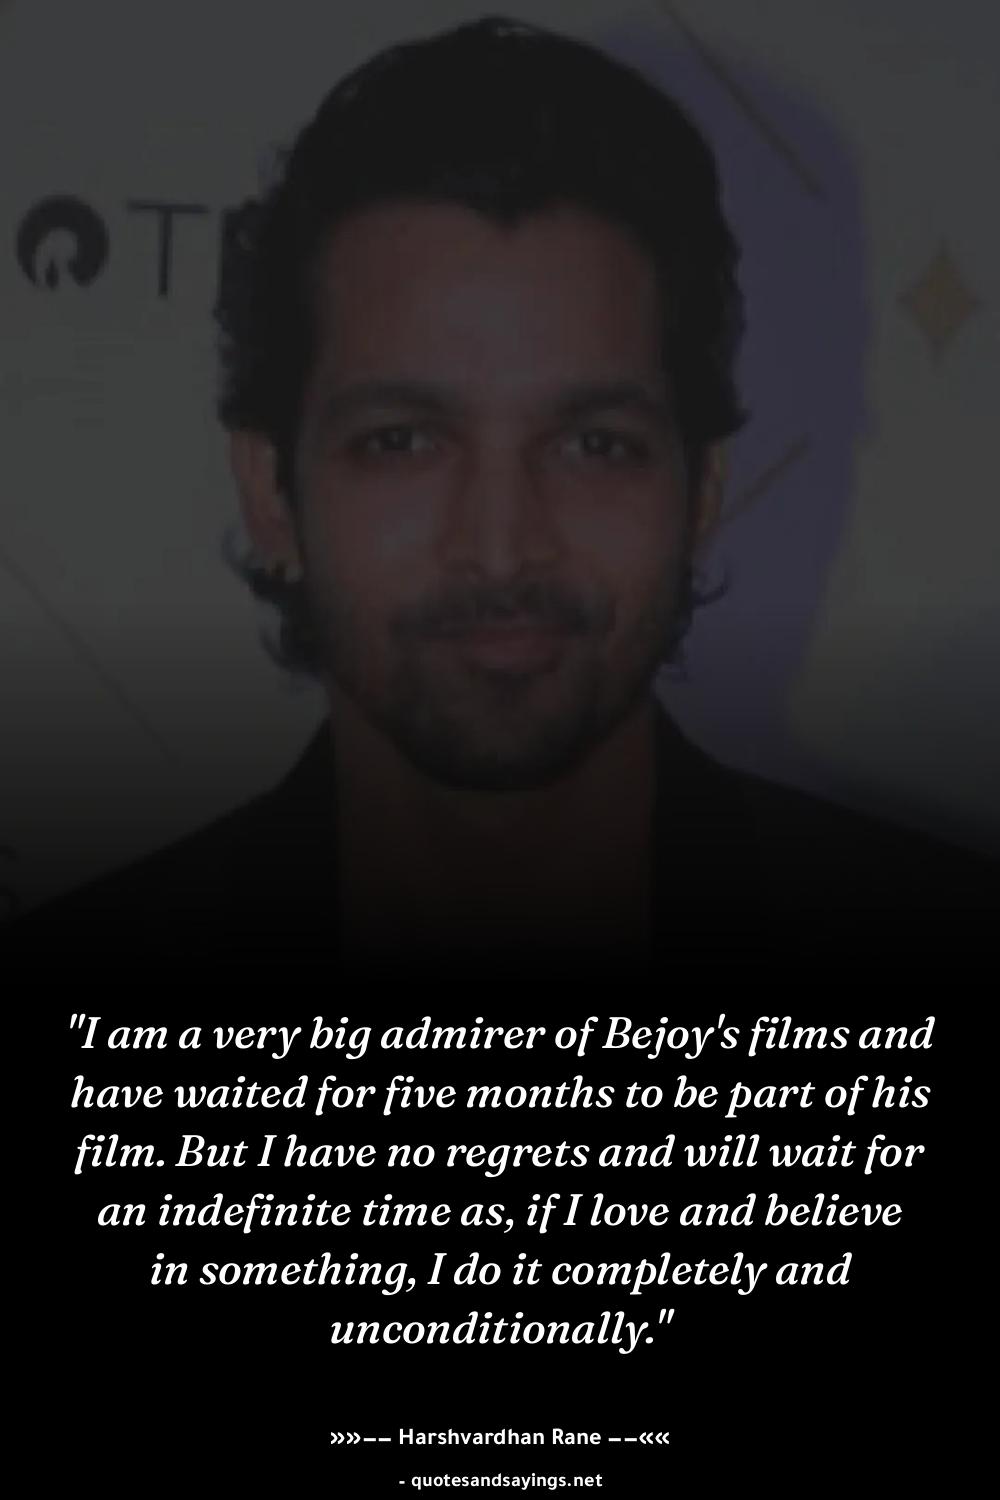 T
"I am a very big admirer of Bejoy's films and
have waited for five months to be part of his
film. But I have no regrets and will wait for
an indefinite time as, if I love and believe
in something, I do it completely and
unconditionally."
»»−− Harshvardhan Rane −−««
- quotesandsayings.net